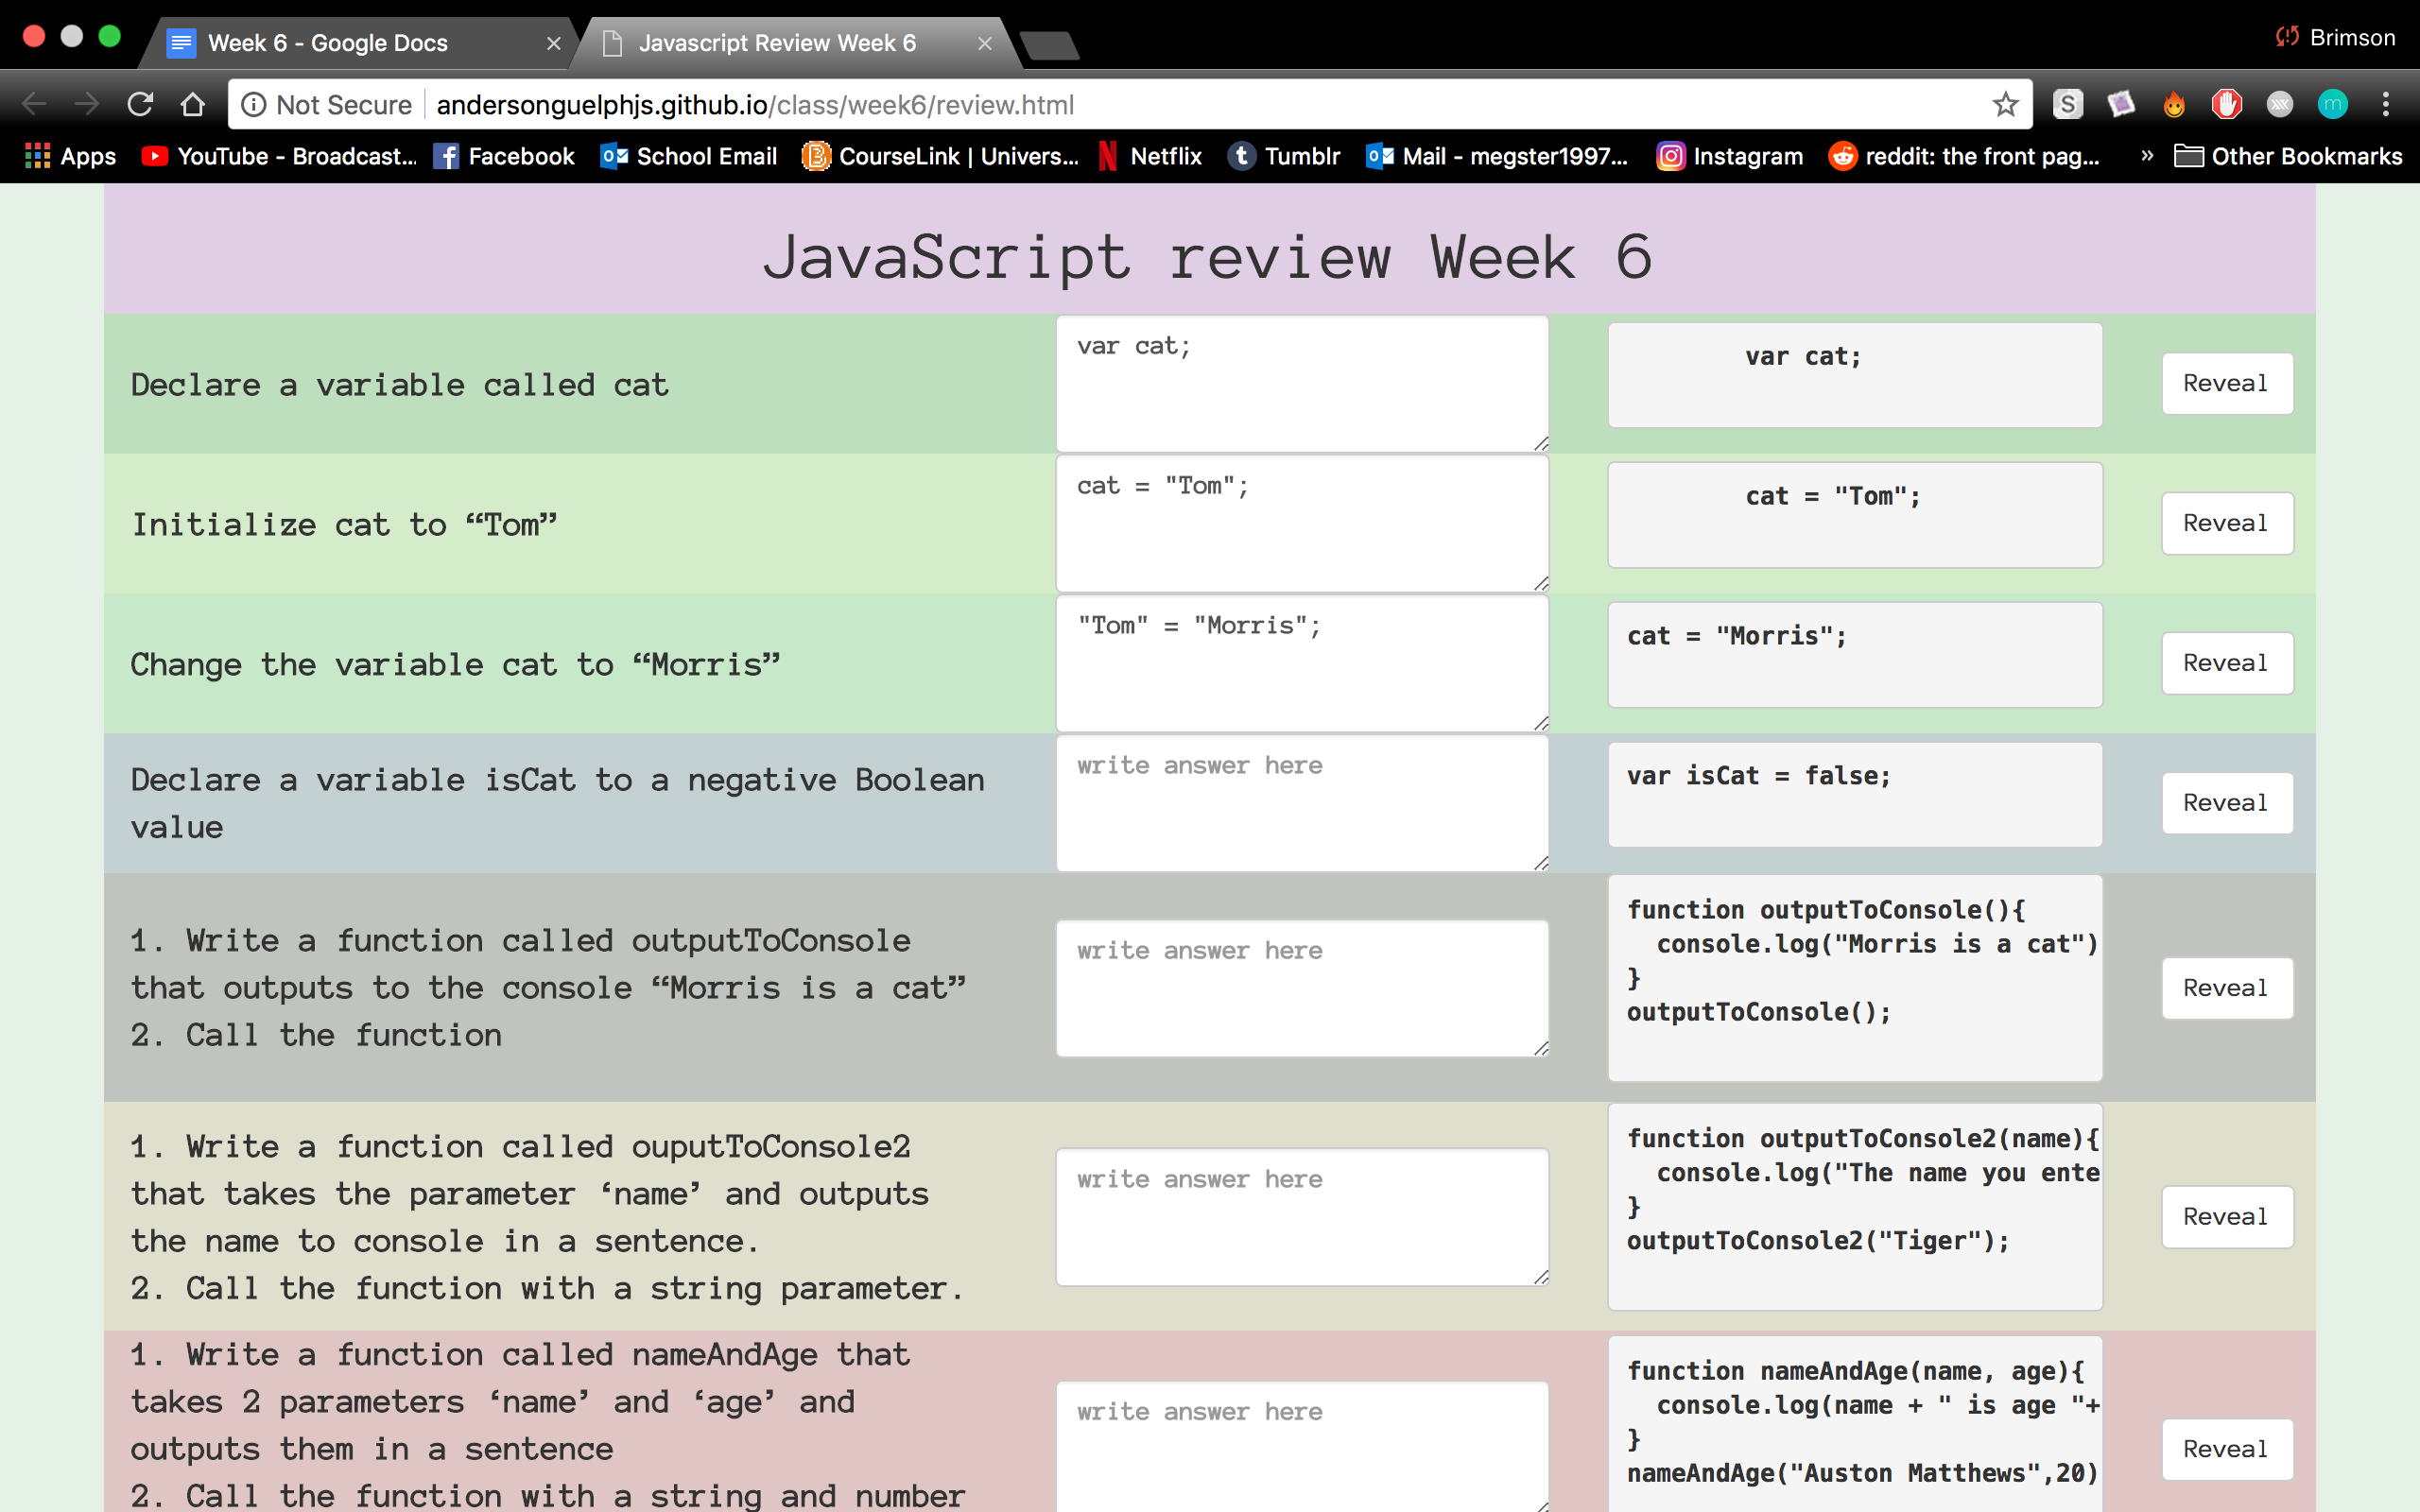 Week 6 - Google Docs
Javascript Review Week 6
Brimson
Not Secure
andersonguelphjs.github.io/class/week6/review.html
Apps
YouTube - Broadcast...
Facebook
School Email
CourseLink | Univers...
Netflix
Tumblr
Mail - megster1997...
Instagram
reddit: the front pag...
»
Other Bookmarks
JavaScript review Week 6
Declare a variable called cat
var cat;
var cat;
Reveal
Initialize cat to “Tom”
cat = "Tom";
cat = "Tom";
Reveal
Change the variable cat to “Morris”
"Tom" = "Morris";
cat = "Morris";
Reveal
Declare a variable isCat to a negative Boolean
value
write answer here
var isCat = false;
Reveal
1. Write a function called outputToConsole
that outputs to the console “Morris is a cat”
2. Call the function
write answer here
function outputToConsole(){
console.log("Morris is a cat")
}
outputToConsole();
Reveal
1. Write a function called ouputToConsole2
that takes the parameter ‘name’ and outputs
the name to console in a sentence.
2. Call the function with a string parameter.
write answer here
function outputToConsole2(name){
console.log("The name you ente
}
outputToConsole2("Tiger");
Reveal
1. Write a function called nameAndAge that
takes 2 parameters ‘name’ and ‘age’ and
outputs them in a sentence
2. Call the function with a string and number
write answer here
function nameAndAge(name, age){
console.log(name + " is age "+
}
nameAndAge("Auston Matthews",20)
Reveal